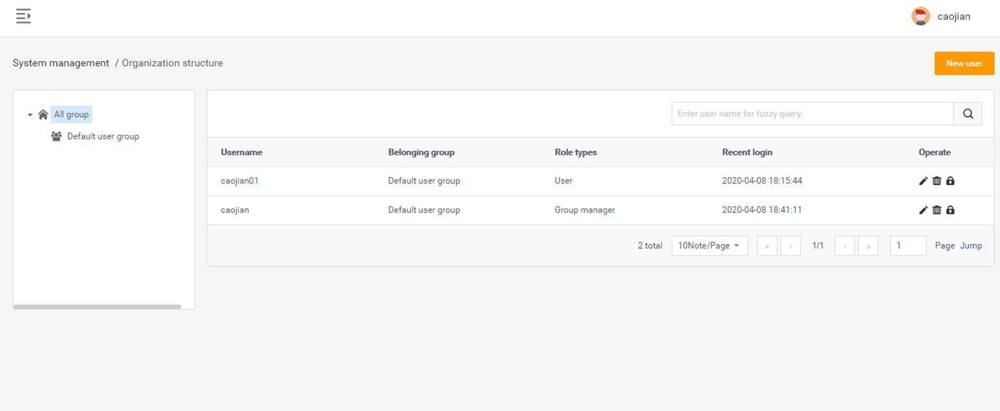 caojian
System management / Organization structure
New user
All group
Default user group
Enter user name for fuzzy query.
Username Belonging group Role types Recent login Operate
caojian01 Default user group User 2020-04-08 18:15:44
caojian Default user group Group manager 2020-04-08 18:41:11
2 total 10Note/Page « ‹ 1/1 › » 1 Page Jump